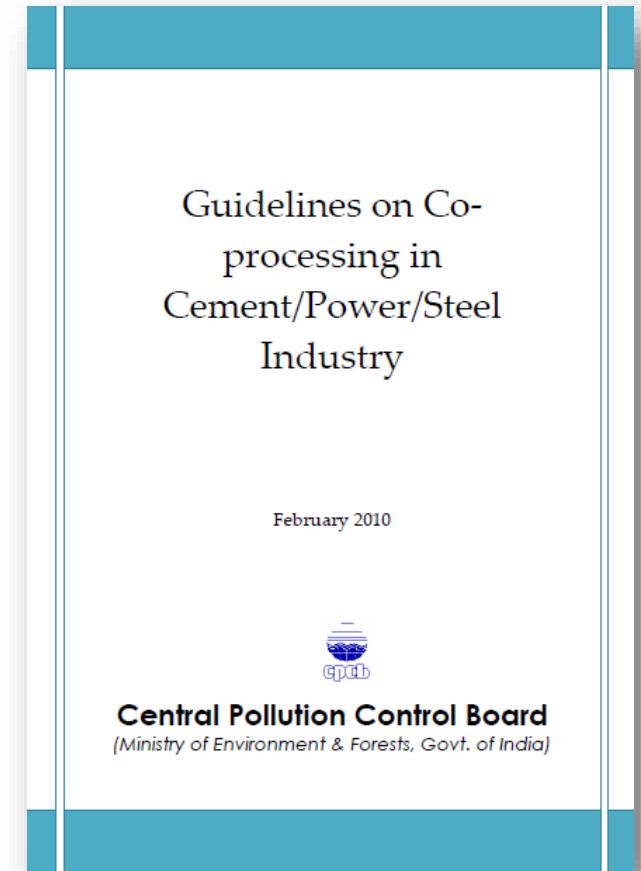 Guidelines on Co-
processing in
Cement/Power/Steel
Industry
February 2010
cpcb
Central Pollution Control Board
(Ministry of Environment & Forests, Govt. of India)